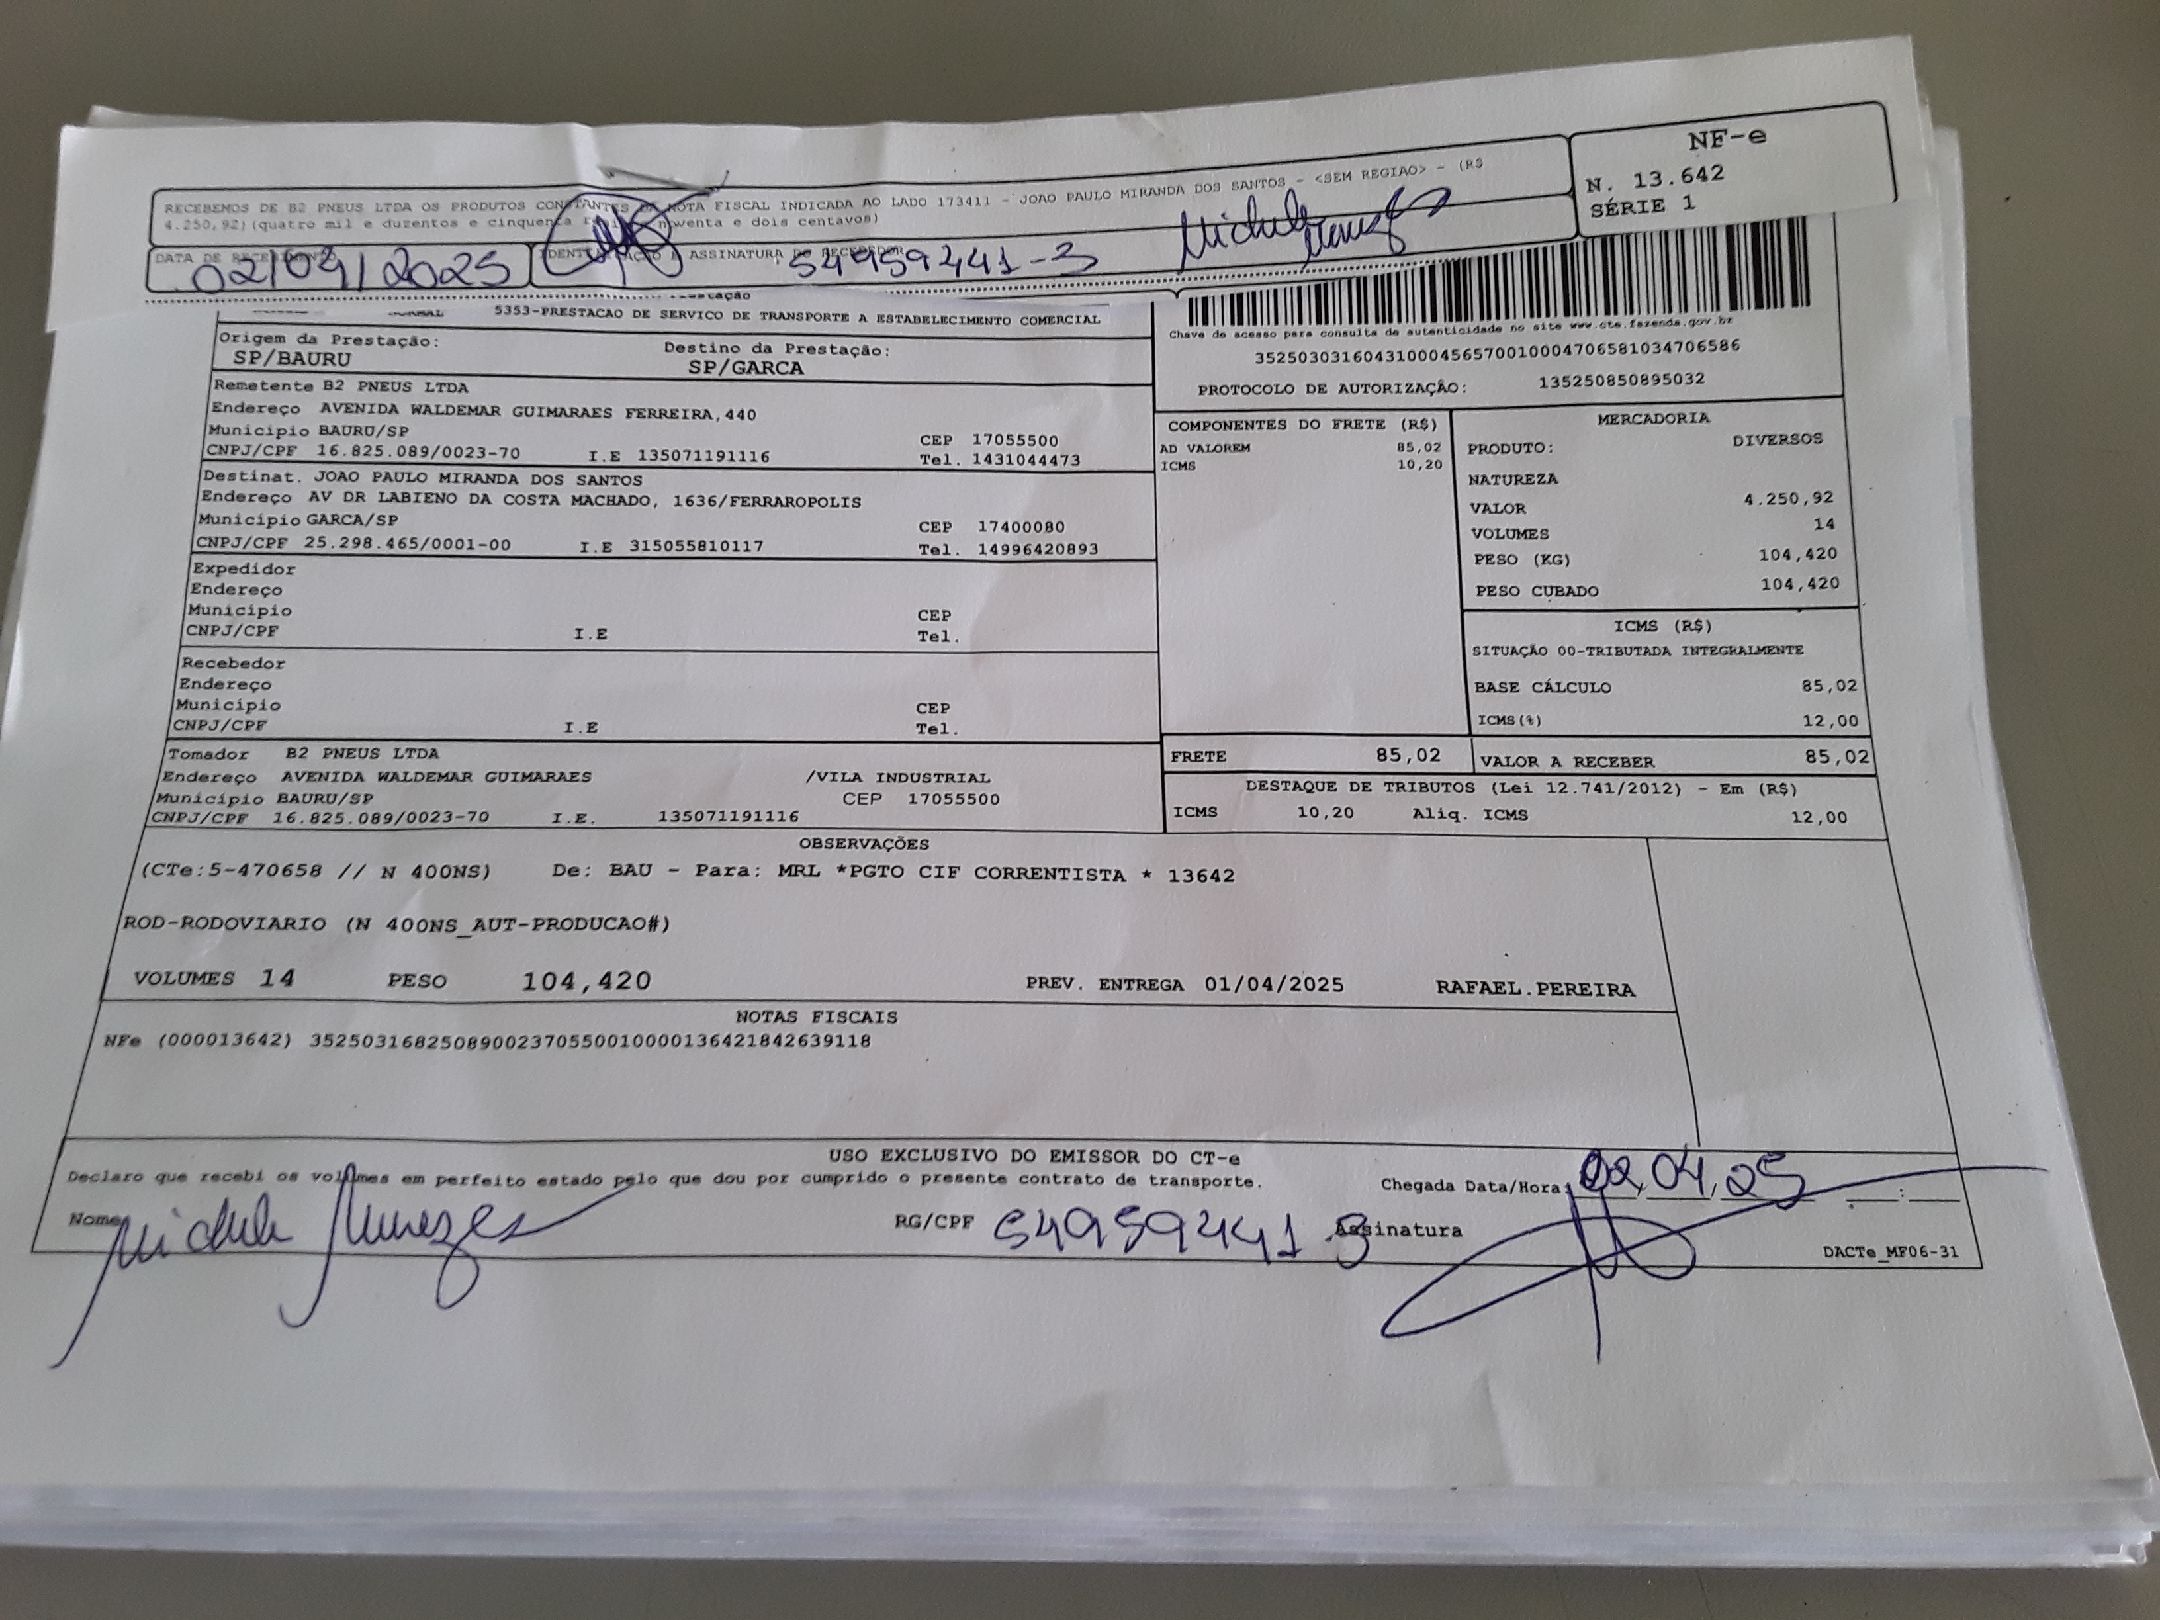 NF-e
N. 13.642
SÉRIE 1
RECEBEMOS DE B2 PNEUS LTDA OS PRODUTOS CONSTANTES DA NOTA FISCAL INDICADA AO LADO 173411 - JOAO PAULO MIRANDA DOS SANTOS - <SEM REGIAO> - (R$
4.250,92)(quatro mil e duzentos e cinquenta noventa e dois centavos)
DATA DE RECEBIMENTO
IDENTIFICAÇÃO E ASSINATURA DO RECEBEDOR
02/04/2025 54959441-3 Michele
5353-PRESTACAO DE SERVICO DE TRANSPORTE A ESTABELECIMENTO COMERCIAL
Chave de acesso para consulta de autenticidade no site www.cte.fazenda.gov.br
35250303160431000456570010004706581034706586
PROTOCOLO DE AUTORIZAÇÃO: 135250850895032
Origem da Prestação:
SP/BAURU
Destino da Prestação:
SP/GARCA
Remetente B2 PNEUS LTDA
Endereço AVENIDA WALDEMAR GUIMARAES FERREIRA,440
Município BAURU/SP CEP 17055500
CNPJ/CPF 16.825.089/0023-70 I.E 135071191116 Tel. 1431044473
Destinat. JOAO PAULO MIRANDA DOS SANTOS
Endereço AV DR LABIENO DA COSTA MACHADO, 1636/FERRAROPOLIS
Município GARCA/SP CEP 17400080
CNPJ/CPF 25.298.465/0001-00 I.E 315055810117 Tel. 14996420893
Expedidor
Endereço
Município CEP
CNPJ/CPF I.E Tel.
Recebedor
Endereço
Município CEP
CNPJ/CPF I.E Tel.
Tomador B2 PNEUS LTDA
Endereço AVENIDA WALDEMAR GUIMARAES /VILA INDUSTRIAL
Município BAURU/SP CEP 17055500
CNPJ/CPF 16.825.089/0023-70 I.E. 135071191116
COMPONENTES DO FRETE (R$)
AD VALOREM 85,02
ICMS 10,20
MERCADORIA
PRODUTO: DIVERSOS
NATUREZA
VALOR 4.250,92
VOLUMES 14
PESO (KG) 104,420
PESO CUBADO 104,420
ICMS (R$)
SITUAÇÃO 00-TRIBUTADA INTEGRALMENTE
BASE CÁLCULO 85,02
ICMS(%) 12,00
FRETE 85,02 VALOR A RECEBER 85,02
DESTAQUE DE TRIBUTOS (Lei 12.741/2012) - Em (R$)
ICMS 10,20 Aliq. ICMS 12,00
OBSERVAÇÕES
(CTe:5-470658 // N 400NS) De: BAU - Para: MRL *PGTO CIF CORRENTISTA * 13642
ROD-RODOVIARIO (N 400NS_AUT-PRODUCAO#)
VOLUMES 14 PESO 104,420 PREV. ENTREGA 01/04/2025 RAFAEL.PEREIRA
NOTAS FISCAIS
NFe (000013642) 35250316825089002370550010000136421842639118
USO EXCLUSIVO DO EMISSOR DO CT-e
Declaro que recebi os volumes em perfeito estado pelo que dou por cumprido o presente contrato de transporte.
Chegada Data/Hora 02,04,25 :
Nome Michele RG/CPF 54959441 3 Assinatura
DACTe_MF06-31